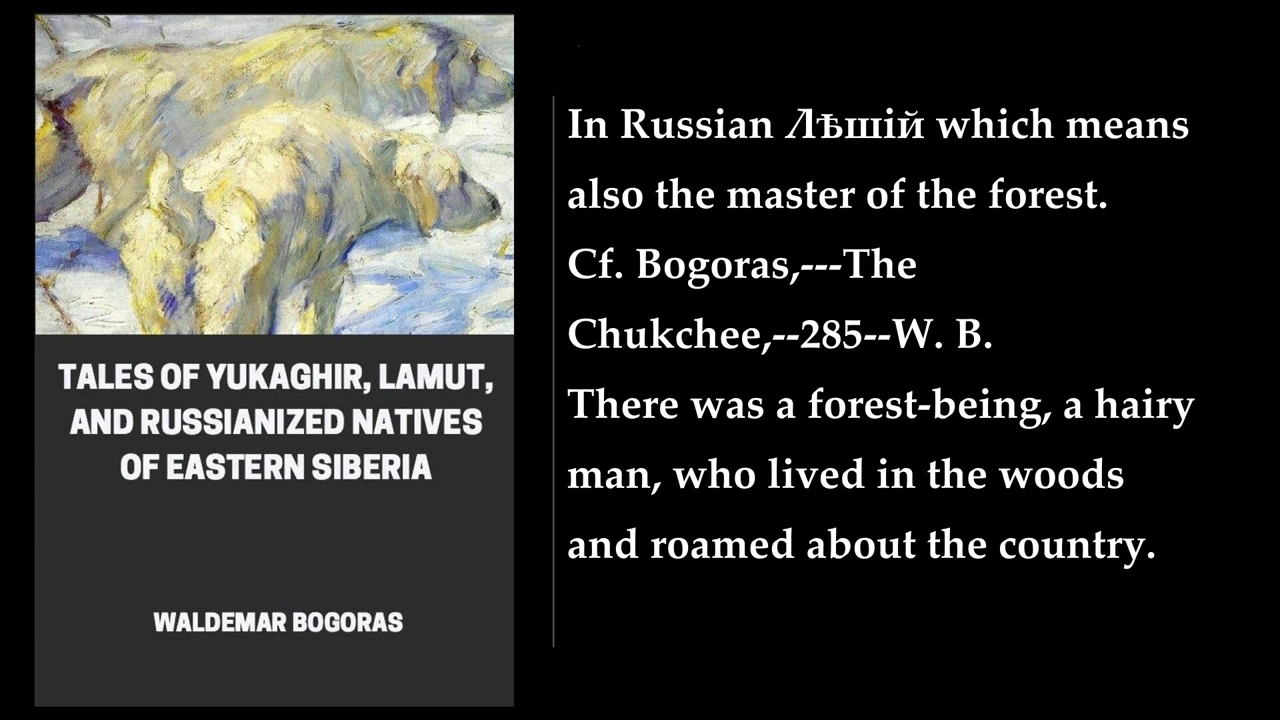 TALES OF YUKAGHIR, LAMUT,
AND RUSSIANIZED NATIVES
OF EASTERN SIBERIA
WALDEMAR BOGORAS
In Russian Лѣшій which means
also the master of the forest.
Cf. Bogoras,---The
Chukchee,--285--W. B.
There was a forest-being, a hairy
man, who lived in the woods
and roamed about the country.